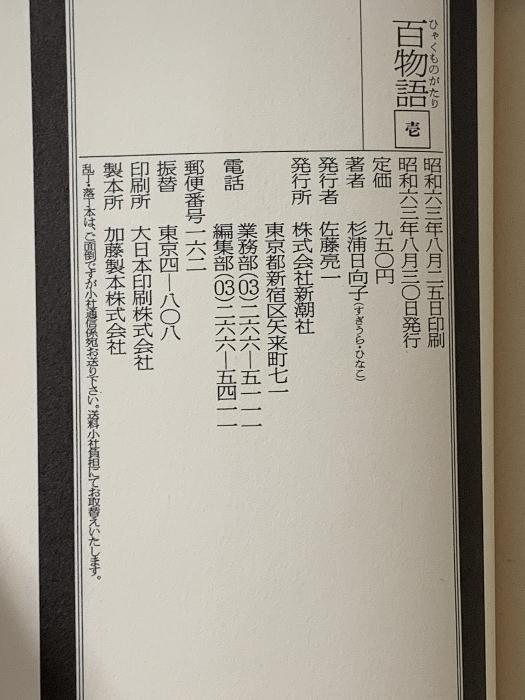 ひゃくものがたり
百物語 壱
昭和六三年八月二五日印刷
昭和六三年八月三〇日発行
定価 九五〇円
著者 杉浦日向子(すぎうら・ひなこ)
発行者 佐藤亮一
発行所 株式会社新潮社
東京都新宿区矢来町七一
電話 業務部(03)二六六―五一一一
編集部(03)二六六―五四一一
郵便番号一六二
振替 東京四―八〇八
印刷所 大日本印刷株式会社
製本所 加藤製本株式会社
乱丁・落丁本は、ご面倒ですが小社通信係宛お送り下さい。送料小社負担にてお取替えいたします。